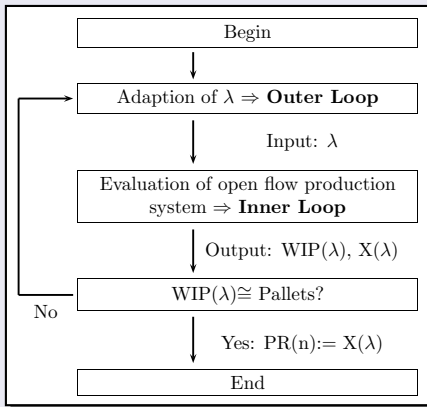 Begin
Adaption of λ ⇒ Outer Loop
Input: λ
Evaluation of open flow production
system ⇒ Inner Loop
Output: WIP(λ), X(λ)
WIP(λ)≅ Pallets?
No
Yes: PR(n):= X(λ)
End